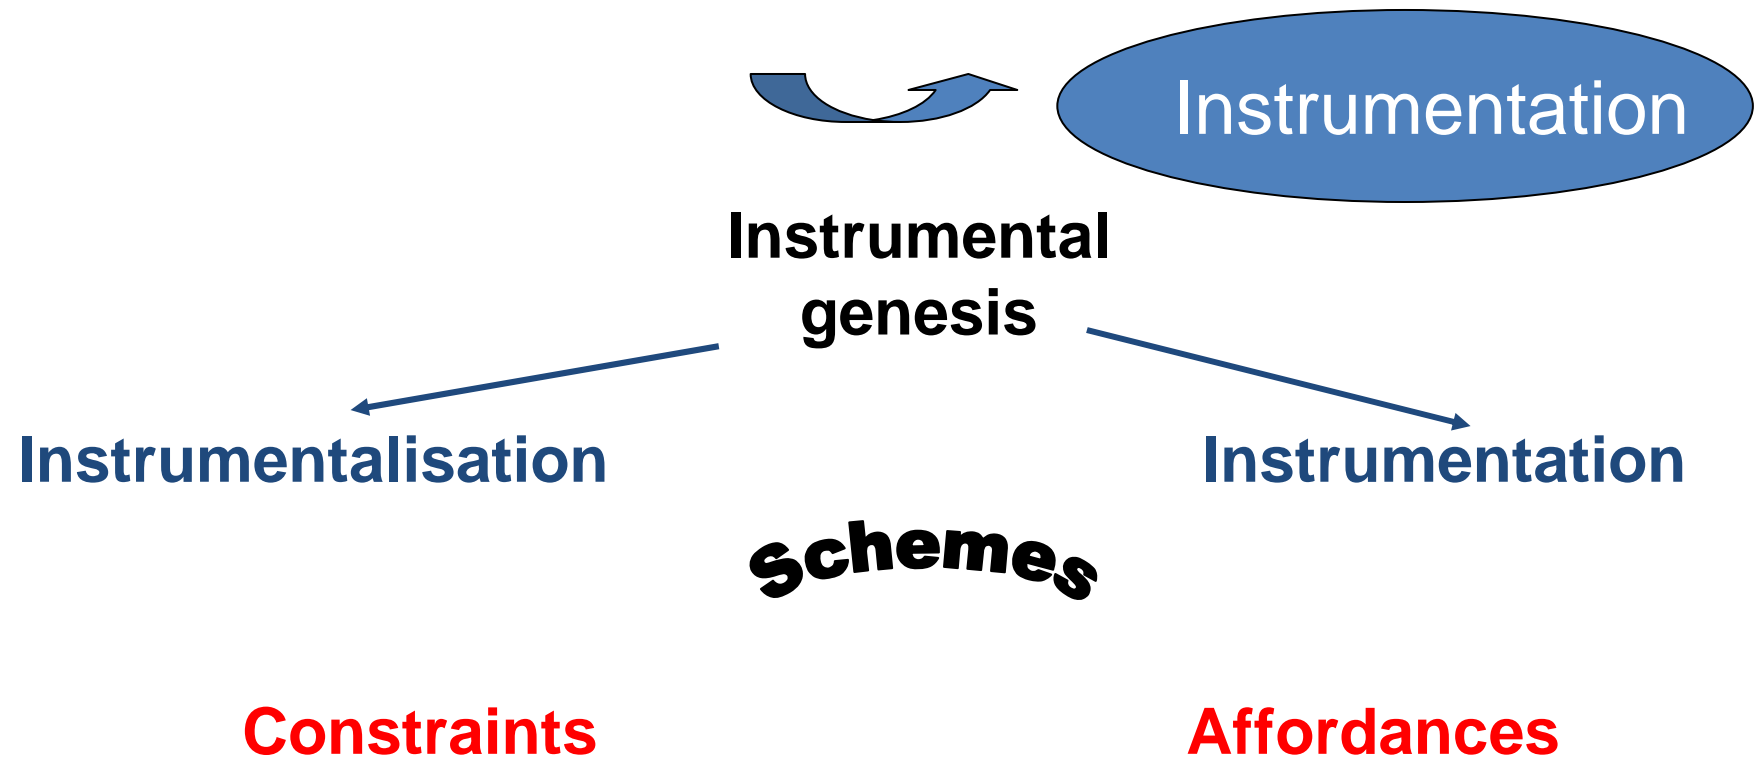 Instrumentation
Instrumental
genesis
Instrumentalisation
Instrumentation
Schemes
Constraints
Affordances